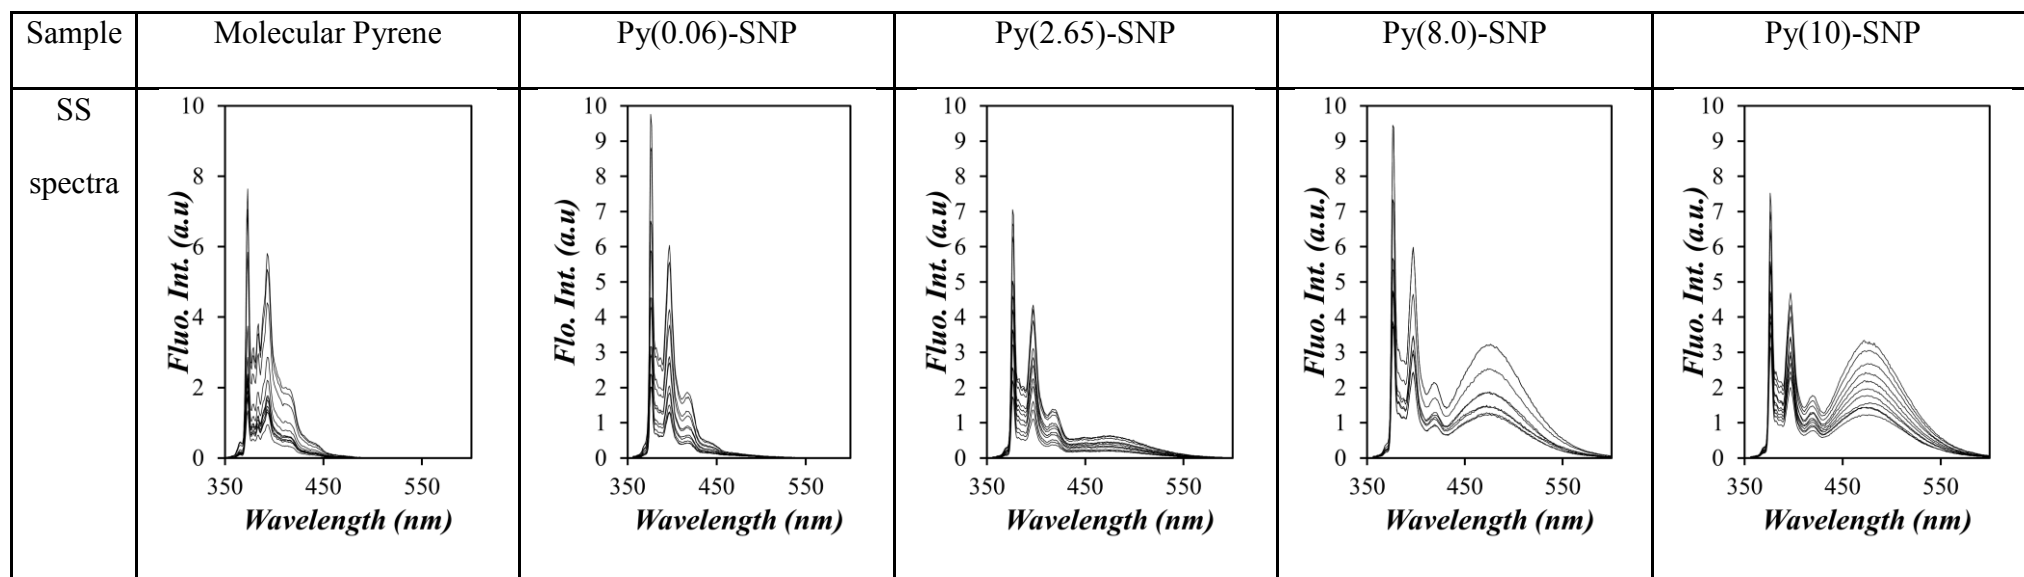 Sample Molecular Pyrene Py(0.06)-SNP Py(2.65)-SNP Py(8.0)-SNP Py(10)-SNP
SS
spectra
Fluo. Int. (a.u)
10
8
6
4
2
0
350 450 550
Wavelength (nm)
Flo. Int. (a.u)
10
9
8
7
6
5
4
3
2
1
0
350 450 550
Wavelength (nm)
Fluo. Int. (a.u)
10
9
8
7
6
5
4
3
2
1
0
350 450 550
Wavelength (nm)
Fluo. Int. (a.u.)
10
9
8
7
6
5
4
3
2
1
0
350 450 550
Wavelength (nm)
Fluo. Int. (a.u.)
10
9
8
7
6
5
4
3
2
1
0
350 450 550
Wavelength (nm)